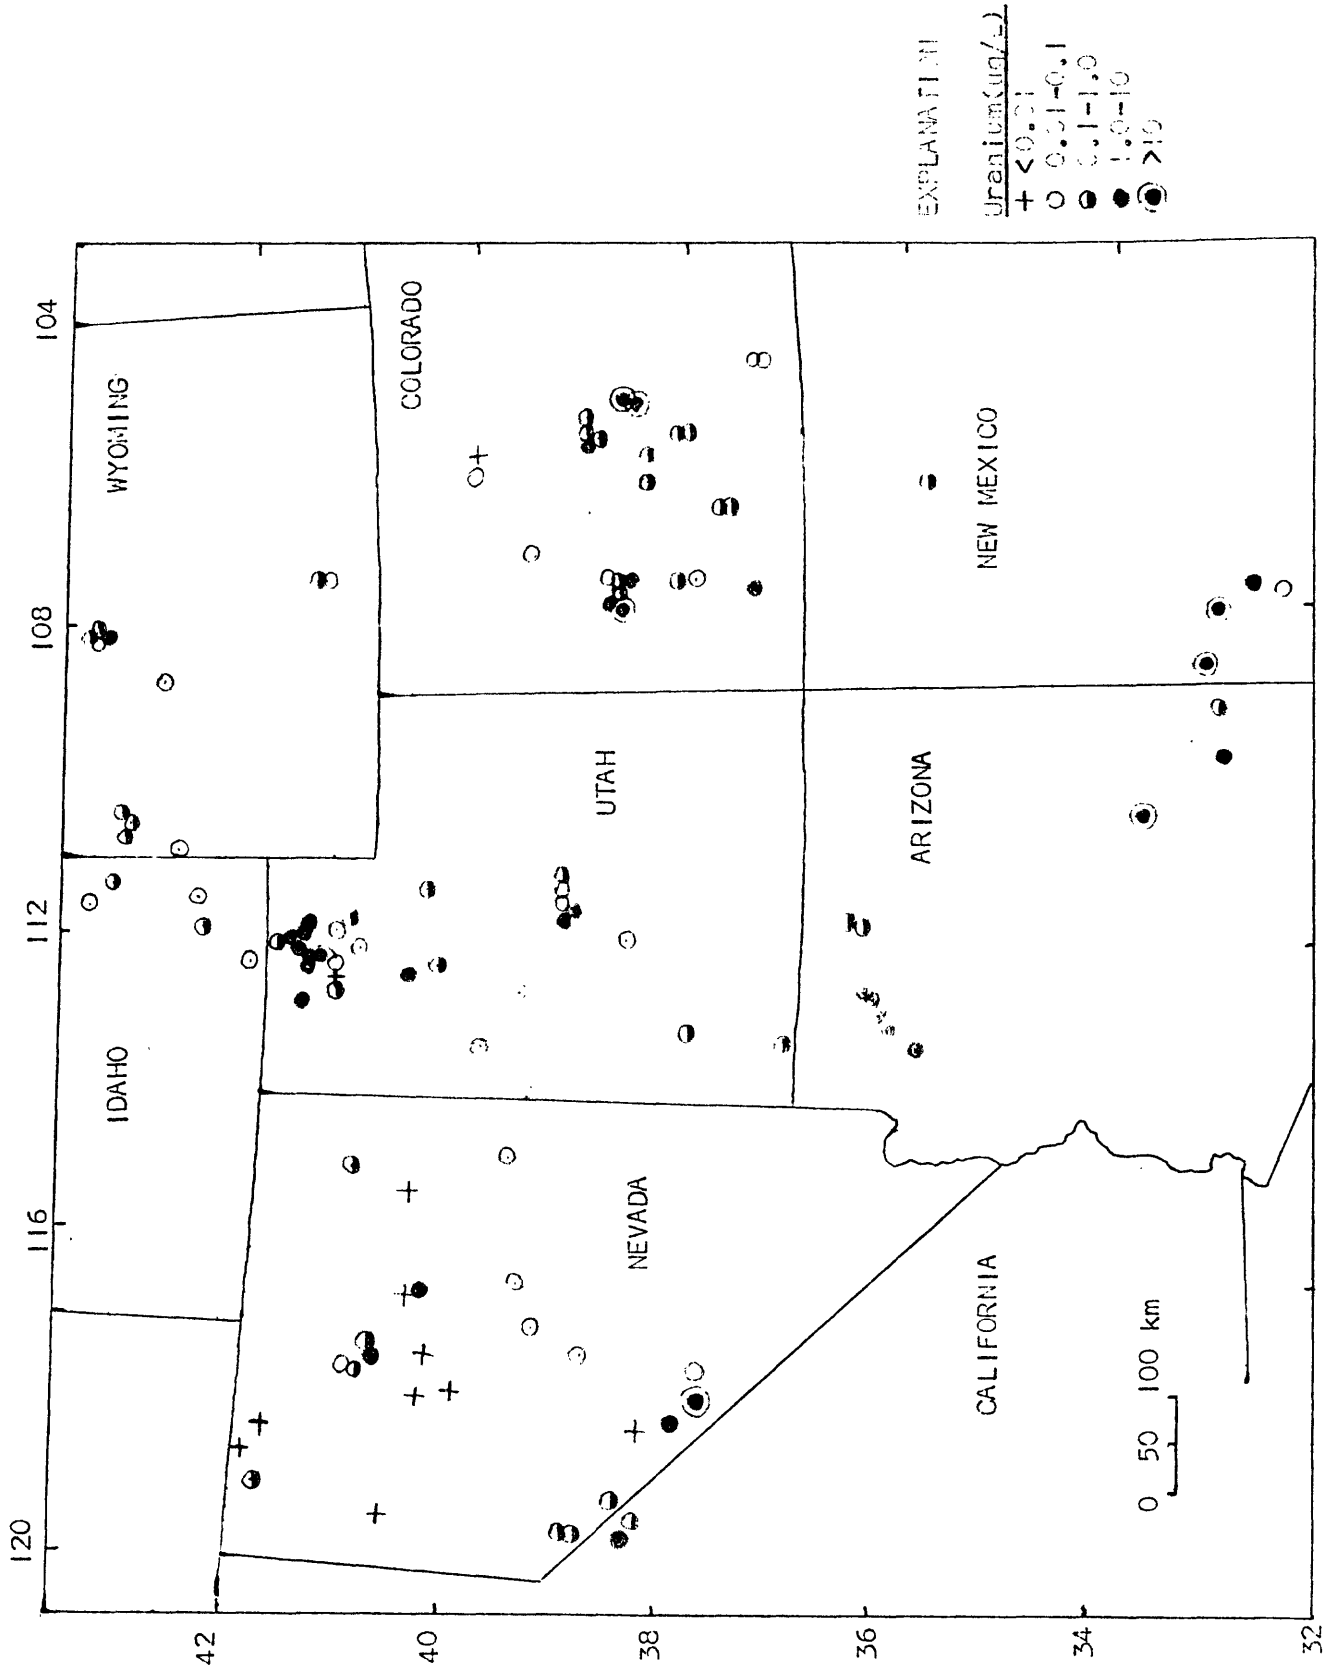 120
116
112
108
104
42
40
38
36
34
32
IDAHO
WYOMING
NEVADA
UTAH
COLORADO
CALIFORNIA
ARIZONA
NEW MEXICO
0 50 100 km
EXPLANATION
Uranium(ug/L)
+ <0.01
0.01-0.1
0.1-1.0
1.0-10
>10